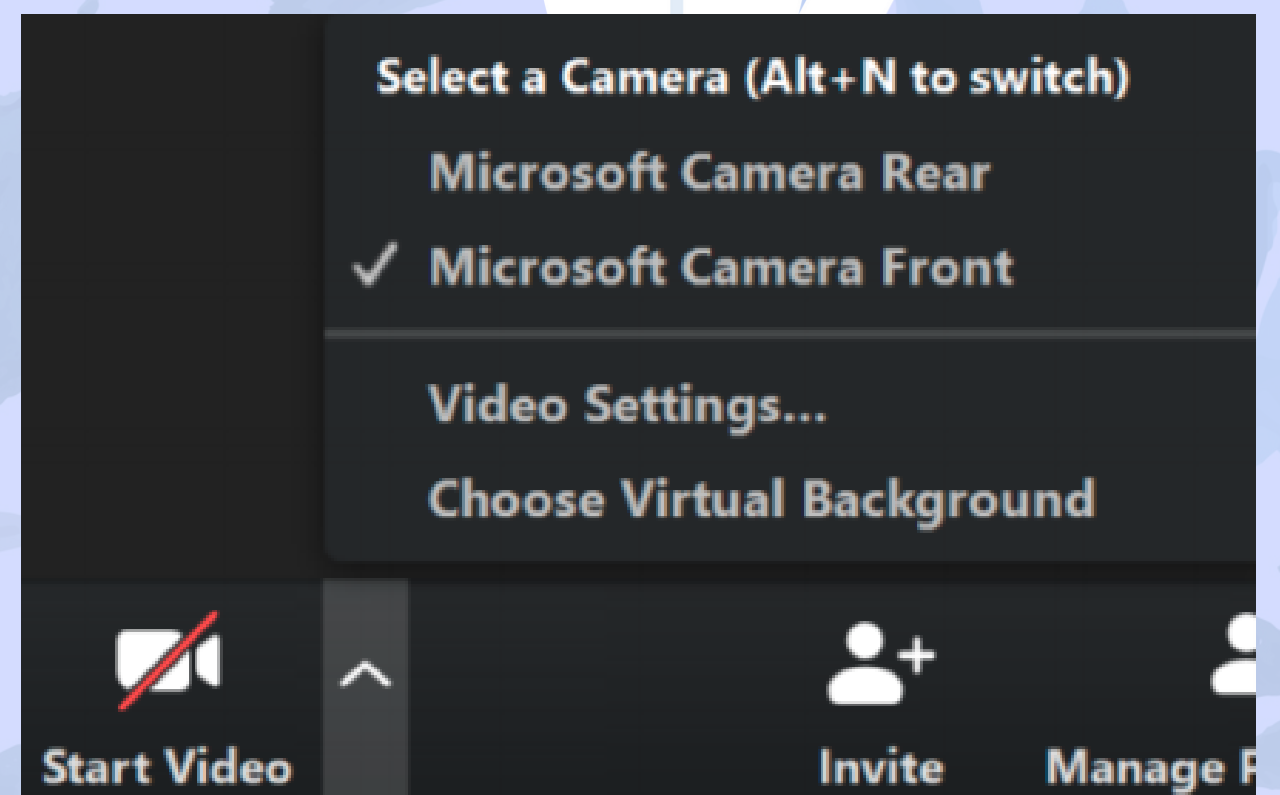 Select a Camera (Alt+N to switch)
Microsoft Camera Rear
Microsoft Camera Front
Video Settings...
Choose Virtual Background
Start Video
Invite
Manage